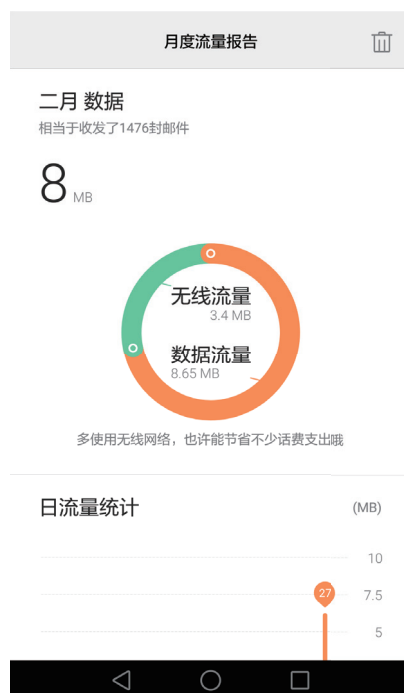 月度流量报告
二月 数据
相当于收发了1476封邮件
8 MB
无线流量
3.4 MB
数据流量
8.65 MB
多使用无线网络，也许能节省不少话费支出哦
日流量统计 (MB)
10
27
7.5
5